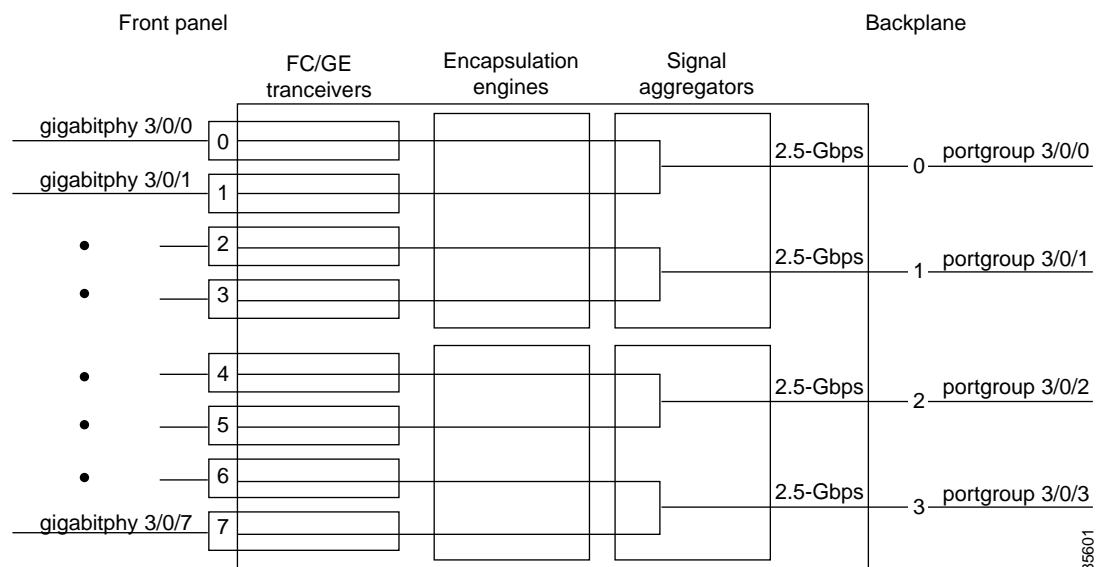 Front panel
Backplane
FC/GE
tranceivers
Encapsulation
engines
Signal
aggregators
gigabitphy 3/0/0
0
2.5-Gbps
0
portgroup 3/0/0
gigabitphy 3/0/1
1
2
2.5-Gbps
1
portgroup 3/0/1
3
4
2.5-Gbps
2
portgroup 3/0/2
5
6
2.5-Gbps
3
portgroup 3/0/3
gigabitphy 3/0/7
7